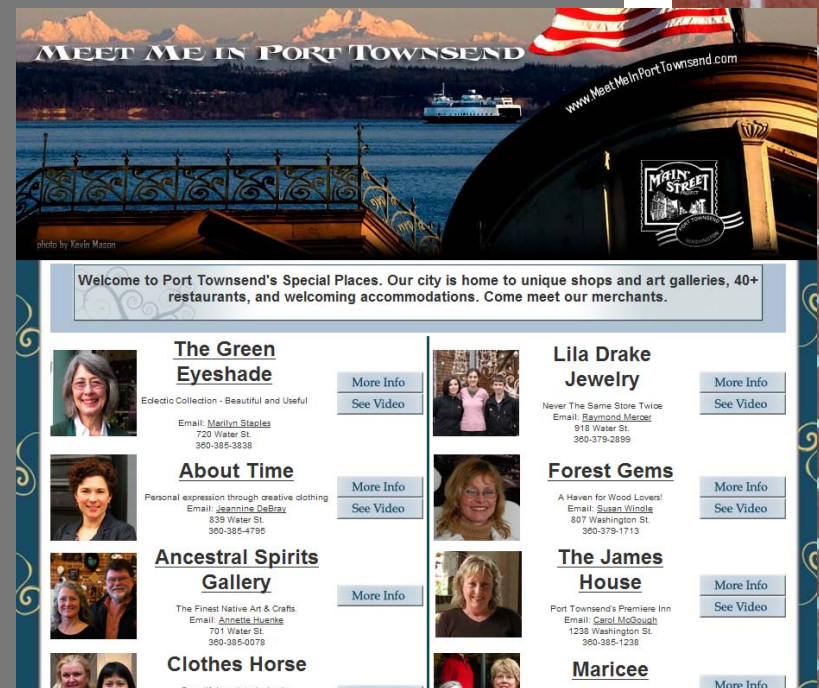 MEET ME IN PORT TOWNSEND
www.MeetMeInPortTownsend.com
MAIN
STREET
PORT TOWNSEND
WASHINGTON
photo by Kevin Mason
Welcome to Port Townsend's Special Places. Our city is home to unique shops and art galleries, 40+
restaurants, and welcoming accommodations. Come meet our merchants.
The Green
Eyeshade
Eclectic Collection - Beautiful and Useful
Email: Marilyn Staples
720 Water St.
360-385-3838
More Info
See Video
Lila Drake
Jewelry
Never The Same Store Twice
Email: Raymond Mercer
918 Water St.
360-379-2899
More Info
See Video
About Time
Personal expression through creative clothing
Email: Jeannine DeBray
839 Water St.
360-385-4795
More Info
See Video
Forest Gems
A Haven for Wood Lovers!
Email: Susan Windle
807 Washington St.
360-379-1713
More Info
See Video
Ancestral Spirits
Gallery
The Finest Native Art & Crafts.
Email: Annette Huenke
701 Water St.
360-385-0078
More Info
The James
House
Port Townsend's Premiere Inn
Email: Carol McGough
1238 Washington St.
360-385-1238
More Info
See Video
Clothes Horse
Maricee
More Info